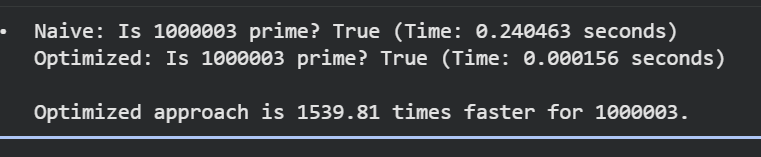 Naive: Is 1000003 prime? True (Time: 0.240463 seconds)
Optimized: Is 1000003 prime? True (Time: 0.000156 seconds)
Optimized approach is 1539.81 times faster for 1000003.